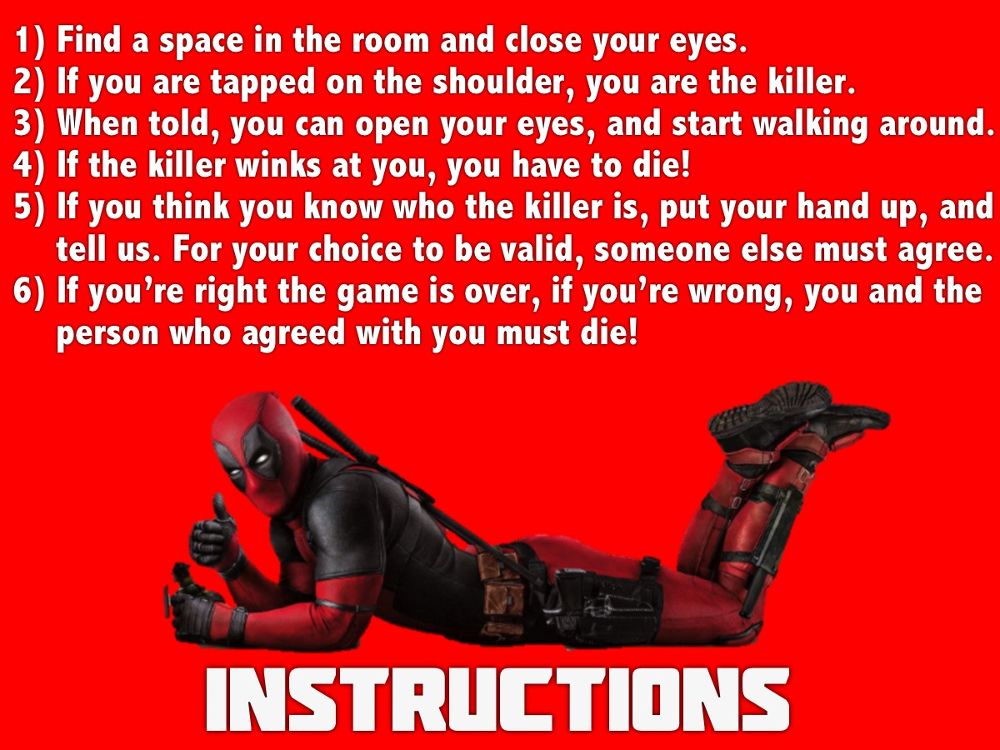 1) Find a space in the room and close your eyes.
2) If you are tapped on the shoulder, you are the killer.
3) When told, you can open your eyes, and start walking around.
4) If the killer winks at you, you have to die!
5) If you think you know who the killer is, put your hand up, and
tell us. For your choice to be valid, someone else must agree.
6) If you’re right the game is over, if you’re wrong, you and the
person who agreed with you must die!
INSTRUCTIONS